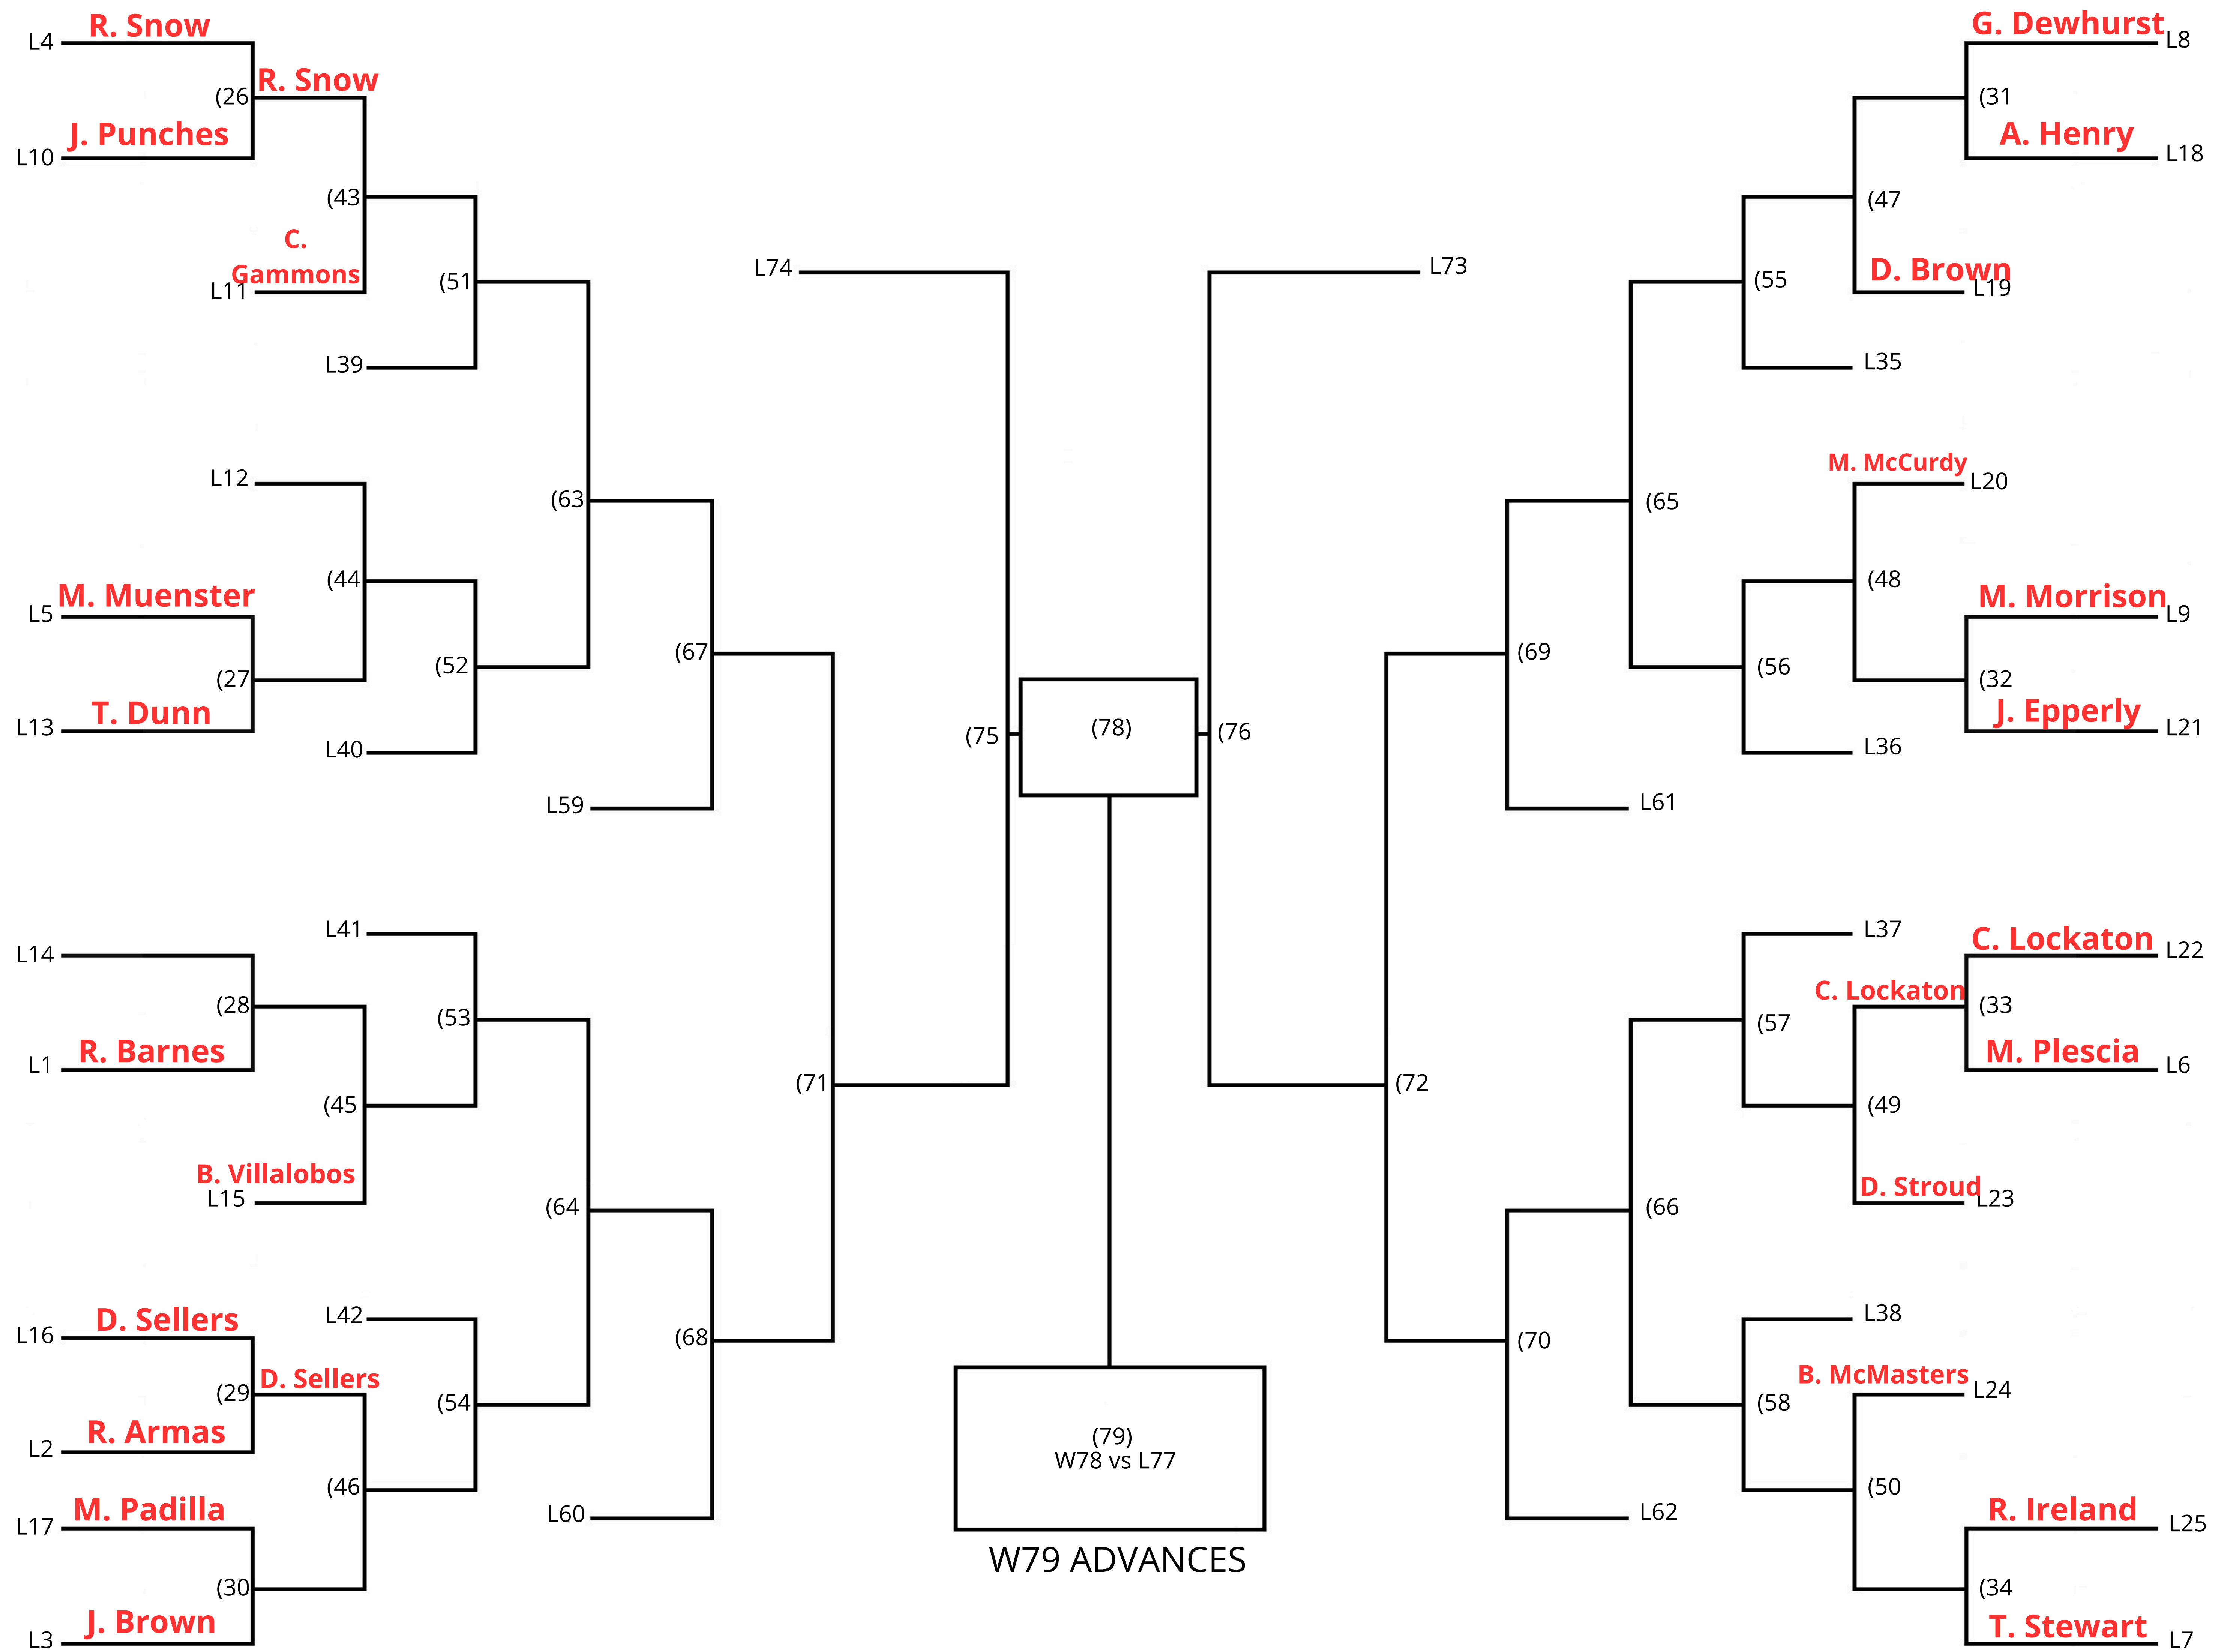 R. Snow
L4
(26
R. Snow
J. Punches
L10
(43
C.
Gammons
L11
(51
L39
L12
(63
(44
M. Muenster
L5
(52
(67
(27
T. Dunn
L13
L40
L59
L41
L14
(28
(53
R. Barnes
L1
(71
(45
B. Villalobos
L15
(64
D. Sellers
L16
L42
(68
D. Sellers
(29
(54
R. Armas
L2
(46
M. Padilla
L17
L60
(30
J. Brown
L3
L74
L73
(75
(78)
(76
(79)
W78 vs L77
W79 ADVANCES
G. Dewhurst
L8
(31
A. Henry
L18
(47
D. Brown
L19
(55
L35
M. McCurdy
L20
(65
(48
M. Morrison
L9
(69
(56
(32
J. Epperly
L21
L36
L61
L37
C. Lockaton
L22
C. Lockaton
(33
(57
M. Plescia
L6
(72
(49
D. Stroud
L23
(66
L38
(70
B. McMasters
L24
(58
(50
R. Ireland
L25
L62
(34
T. Stewart
L7